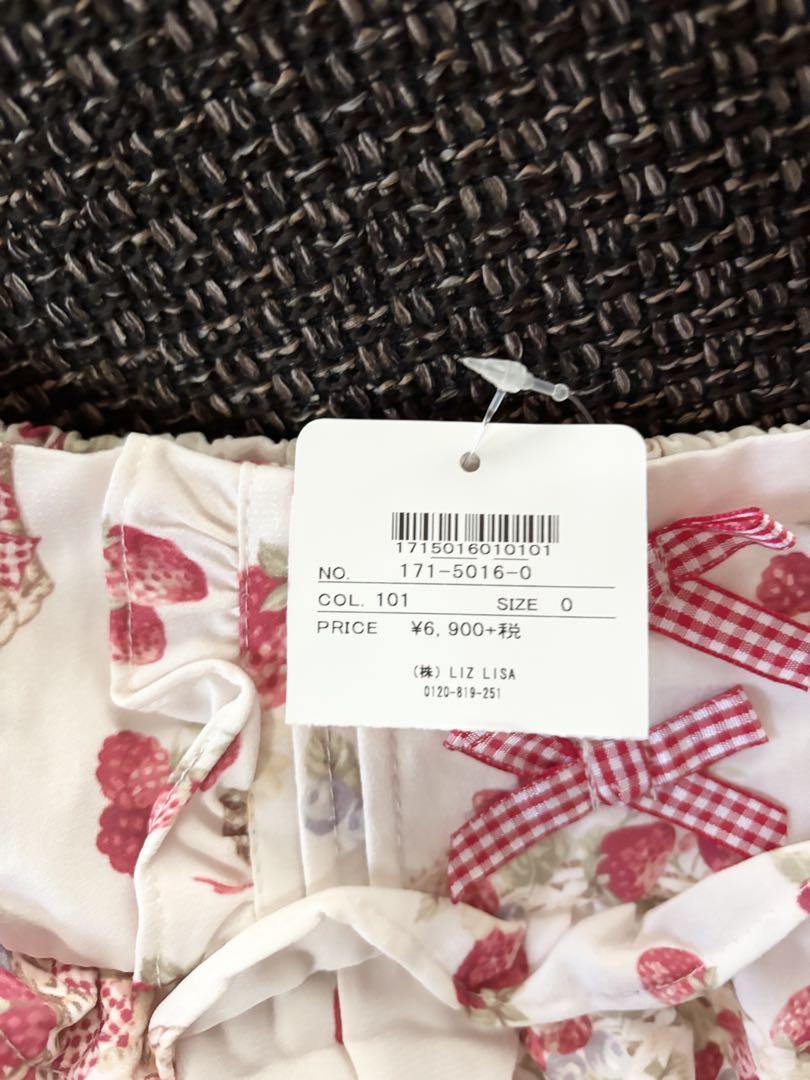 1715016010101
NO. 171-5016-0
COL. 101 SIZE 0
PRICE ¥6,900+税
(株) LIZ LISA
0120-819-251